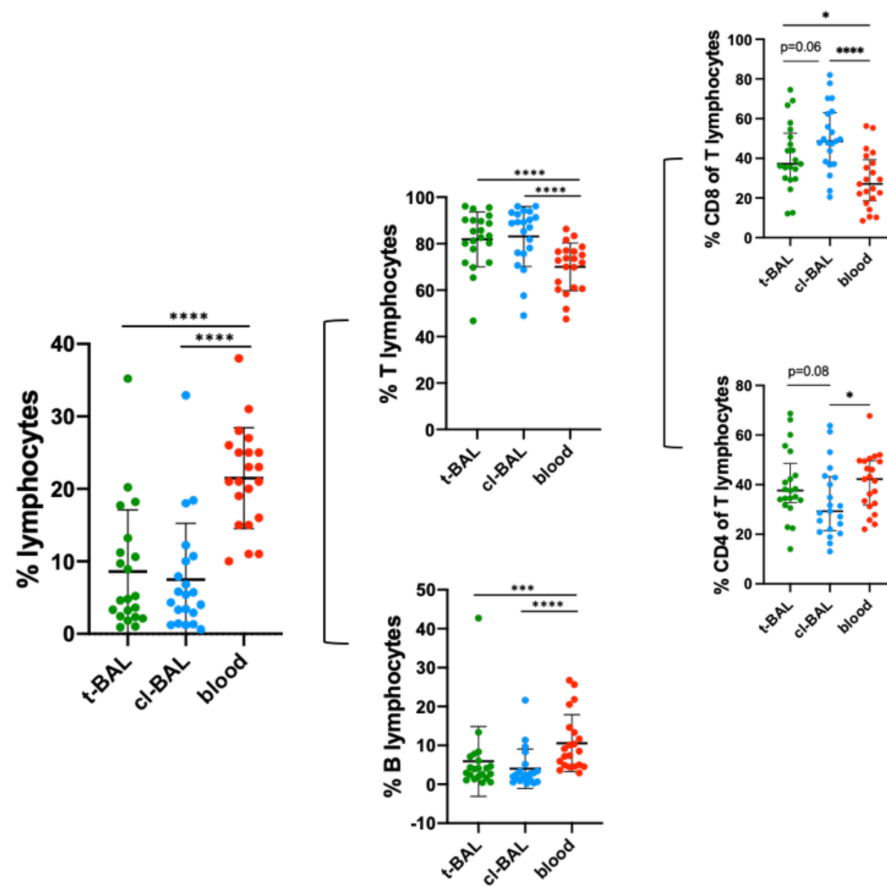 ****
****
% lymphocytes
40
30
20
10
0
t-BAL
cl-BAL
blood
****
****
% T lymphocytes
100
80
60
40
20
0
t-BAL
cl-BAL
blood
***
****
% B lymphocytes
50
40
30
20
10
0
-10
t-BAL
cl-BAL
blood
*
p=0.06
****
% CD8 of T lymphocytes
100
80
60
40
20
0
t-BAL
cl-BAL
blood
p=0.08
*
% CD4 of T lymphocytes
80
60
40
20
0
t-BAL
cl-BAL
blood